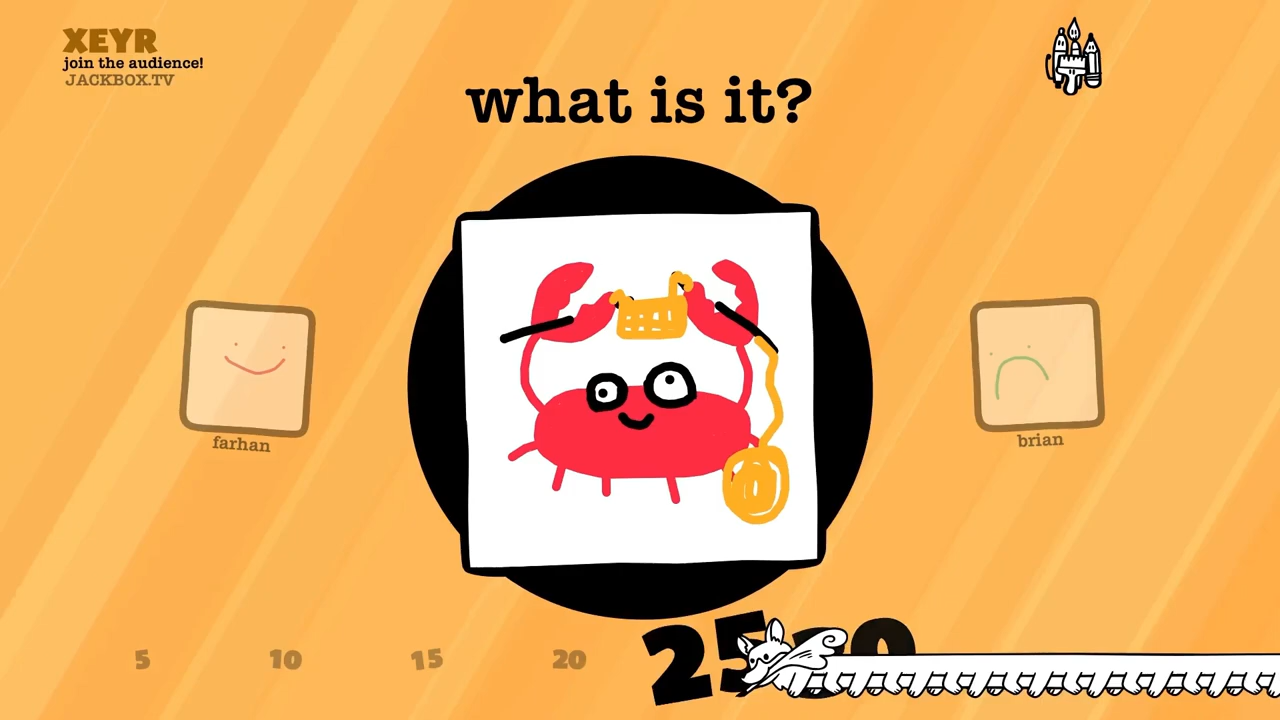 XEYR
join the audience!
JACKBOX.TV
what is it?
farhan
brian
5 10 15 20 25